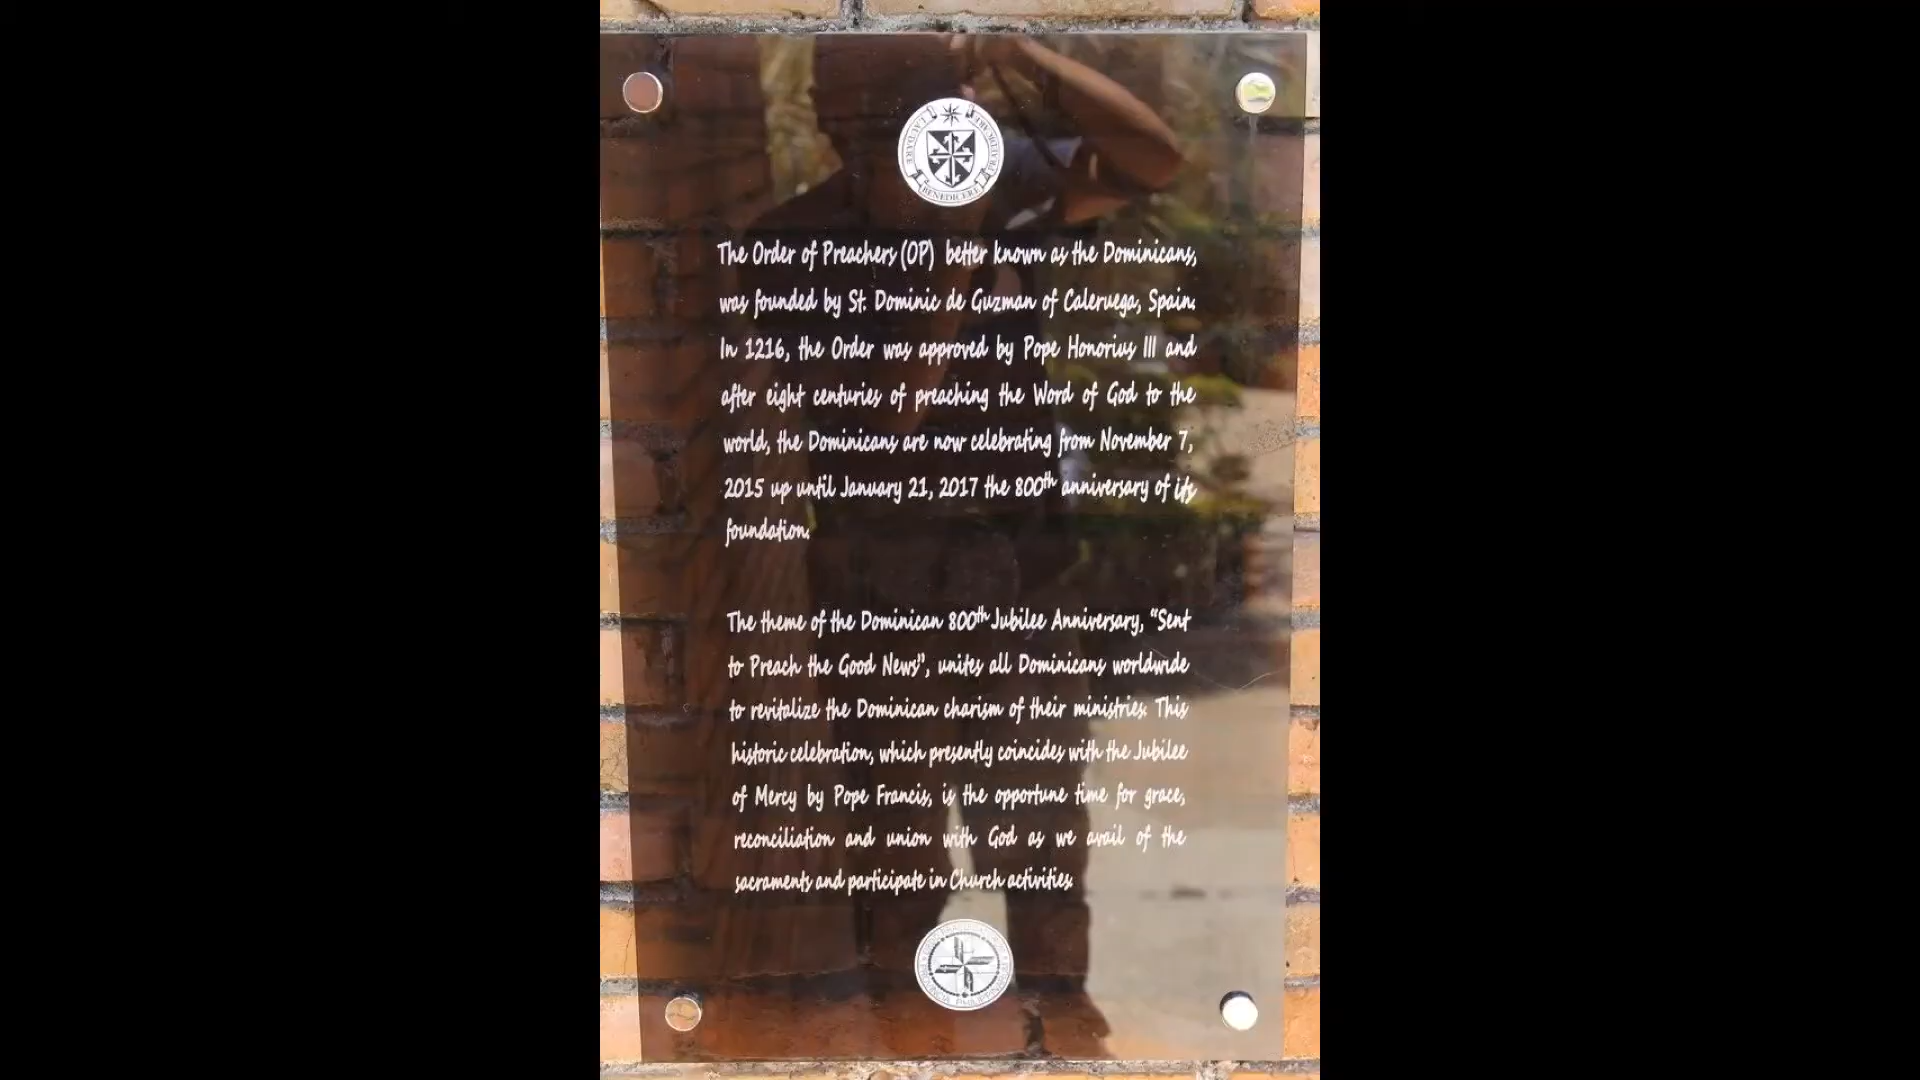 LAUDARE
BENEDICERE
PRAEDICARE
The Order of Preachers (OP) better known as the Dominicans,
was founded by St. Dominic de Guzman of Caleruega, Spain.
In 1216, the Order was approved by Pope Honorius III and
after eight centuries of preaching the Word of God to the
world, the Dominicans are now celebrating from November 7,
2015 up until January 21, 2017 the 800th anniversary of its
foundation.
The theme of the Dominican 800th Jubilee Anniversary, “Sent
to Preach the Good News”, unites all Dominicans worldwide
to revitalize the Dominican charism of their ministries. This
historic celebration, which presently coincides with the Jubilee
of Mercy by Pope Francis, is the opportune time for grace,
reconciliation and union with God as we avail of the
sacraments and participate in Church activities.